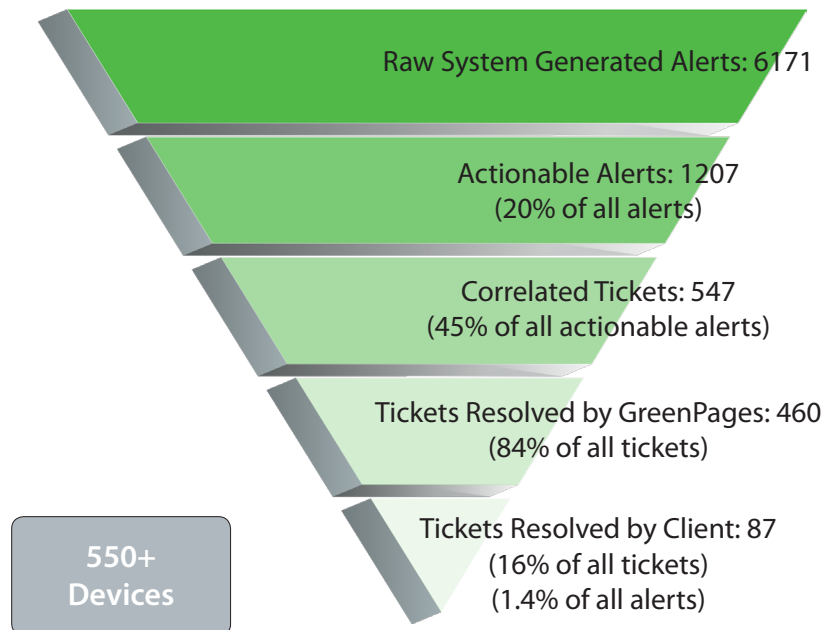 Raw System Generated Alerts: 6171
Actionable Alerts: 1207
(20% of all alerts)
Correlated Tickets: 547
(45% of all actionable alerts)
Tickets Resolved by GreenPages: 460
(84% of all tickets)
Tickets Resolved by Client: 87
(16% of all tickets)
(1.4% of all alerts)
550+
Devices